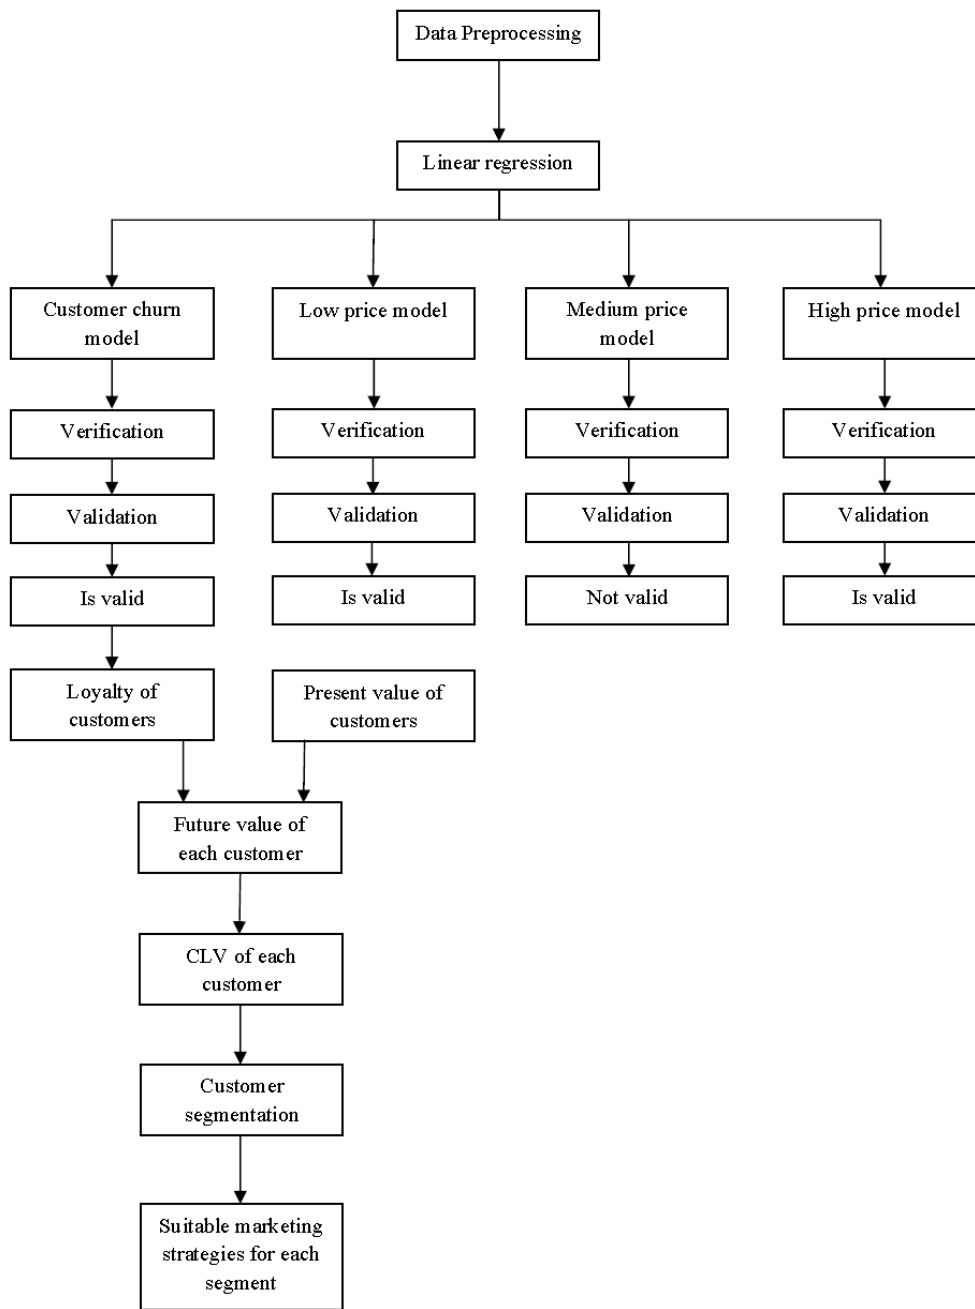 Data Preprocessing
Linear regression
Customer churn
model
Low price model
Medium price
model
High price model
Verification
Verification
Verification
Verification
Validation
Validation
Validation
Validation
Is valid
Is valid
Not valid
Is valid
Loyalty of
customers
Present value of
customers
Future value of
each customer
CLV of each
customer
Customer
segmentation
Suitable marketing
strategies for each
segment